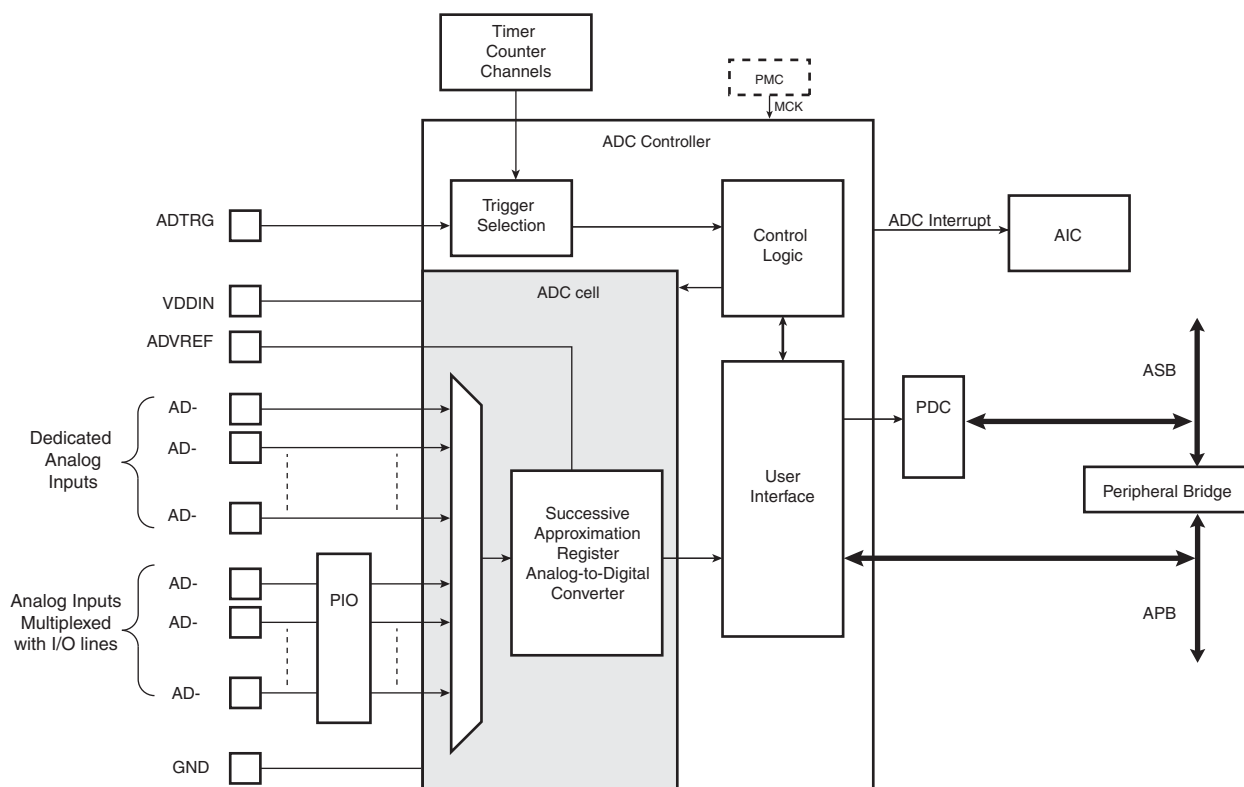 Timer
Counter
Channels
PMC
MCK
ADC Controller
ADTRG
Trigger
Selection
Control
Logic
ADC Interrupt
AIC
VDDIN
ADC cell
ADVREF
ASB
Dedicated
Analog
Inputs
AD-
AD-
AD-
PDC
User
Interface
Peripheral Bridge
Successive
Approximation
Register
Analog-to-Digital
Converter
Analog Inputs
Multiplexed
with I/O lines
AD-
AD-
AD-
PIO
APB
GND